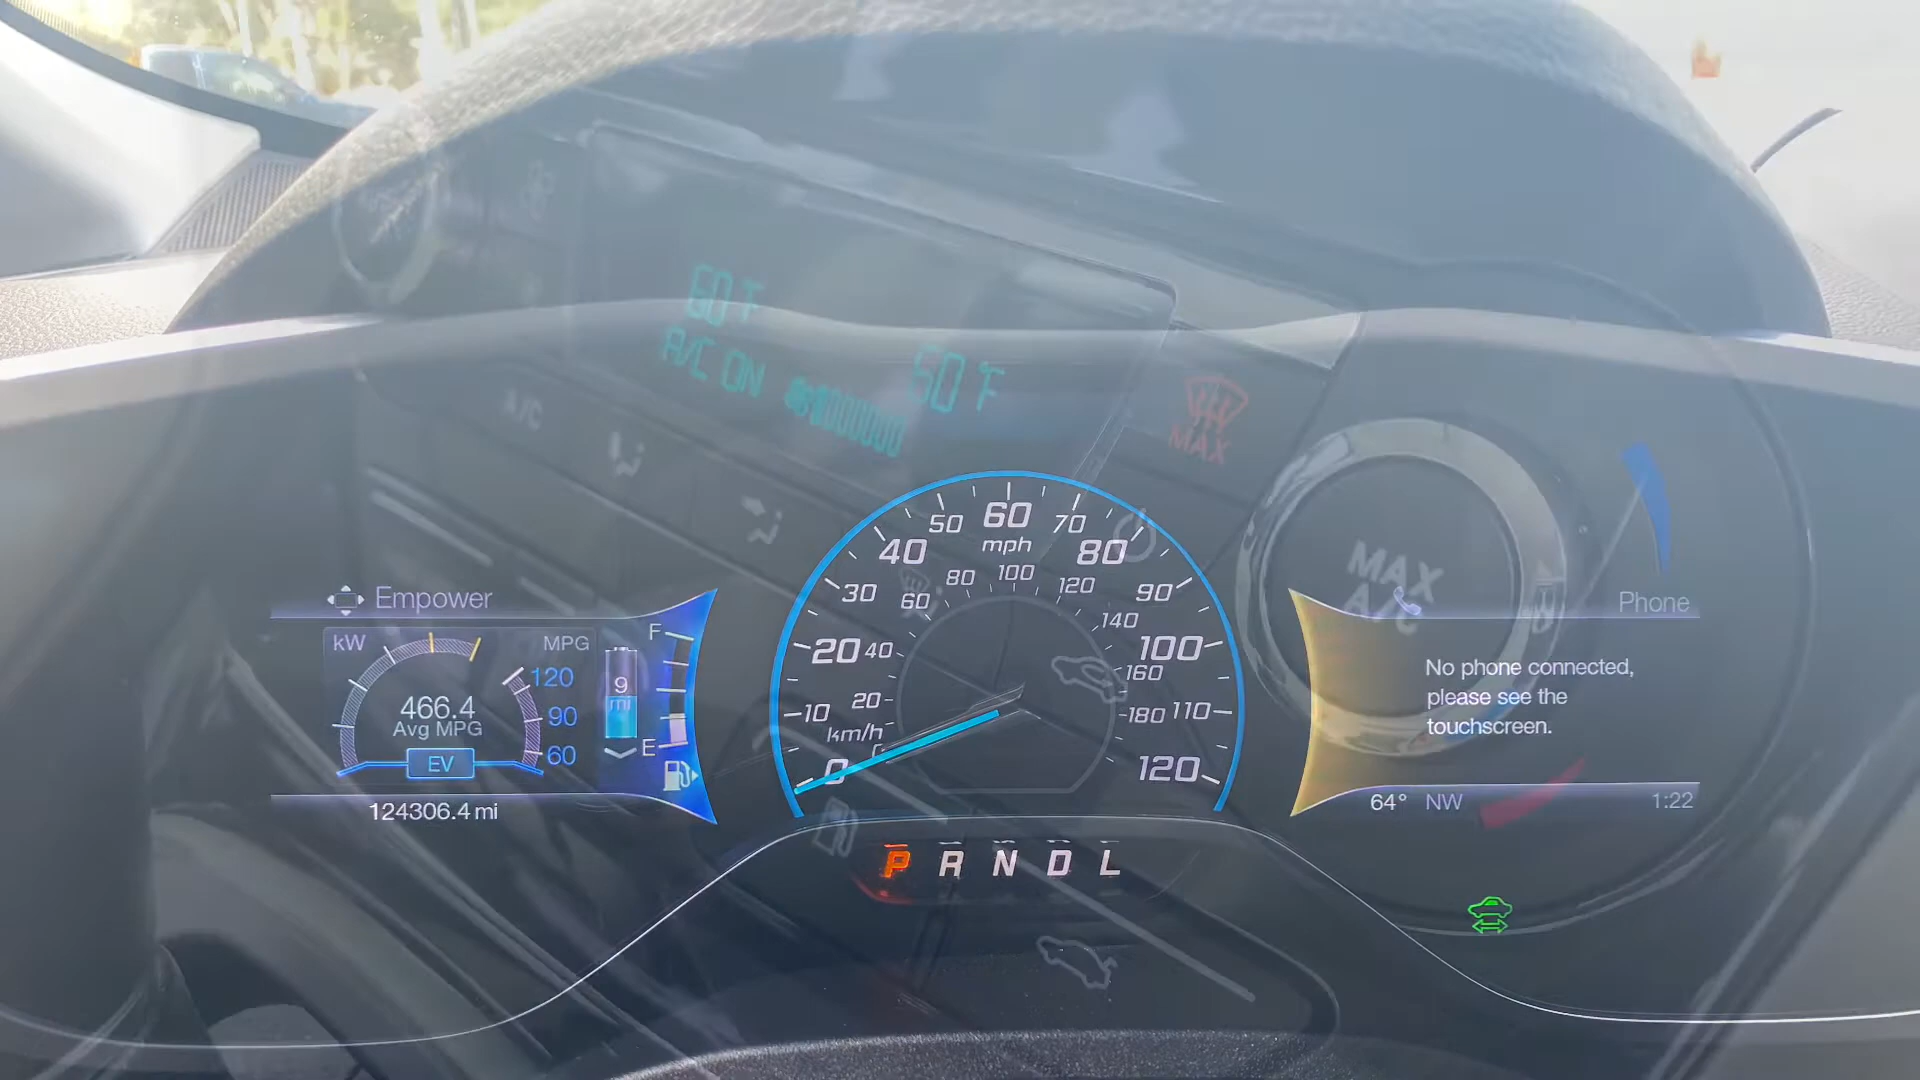 60°F
A/C ON
60°F
MAX
A/C
MAX
A/C
Empower
kW
MPG
120
90
60
466.4
Avg MPG
EV
9
mi
F
E
124306.4 mi
0
10
20
30
40
50
60
70
80
90
100
110
120
mph
20
40
60
80
100
120
140
160
180
km/h
P R N D L
Phone
No phone connected,
please see the
touchscreen.
64° NW 1:22